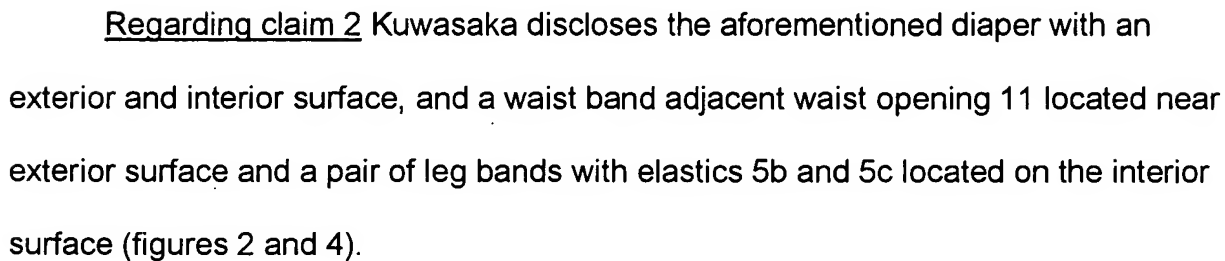 Regarding claim 2 Kuwasaka discloses the aforementioned diaper with an
exterior and interior surface, and a waist band adjacent waist opening 11 located near
exterior surface and a pair of leg bands with elastics 5b and 5c located on the interior
surface (figures 2 and 4).